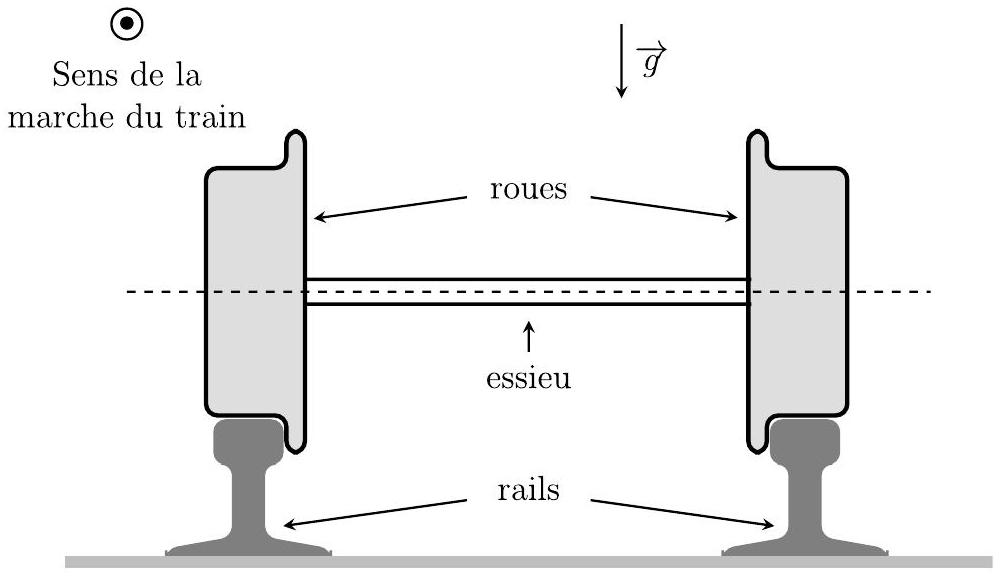 Sens de la
marche du train
g
roues
essieu
rails